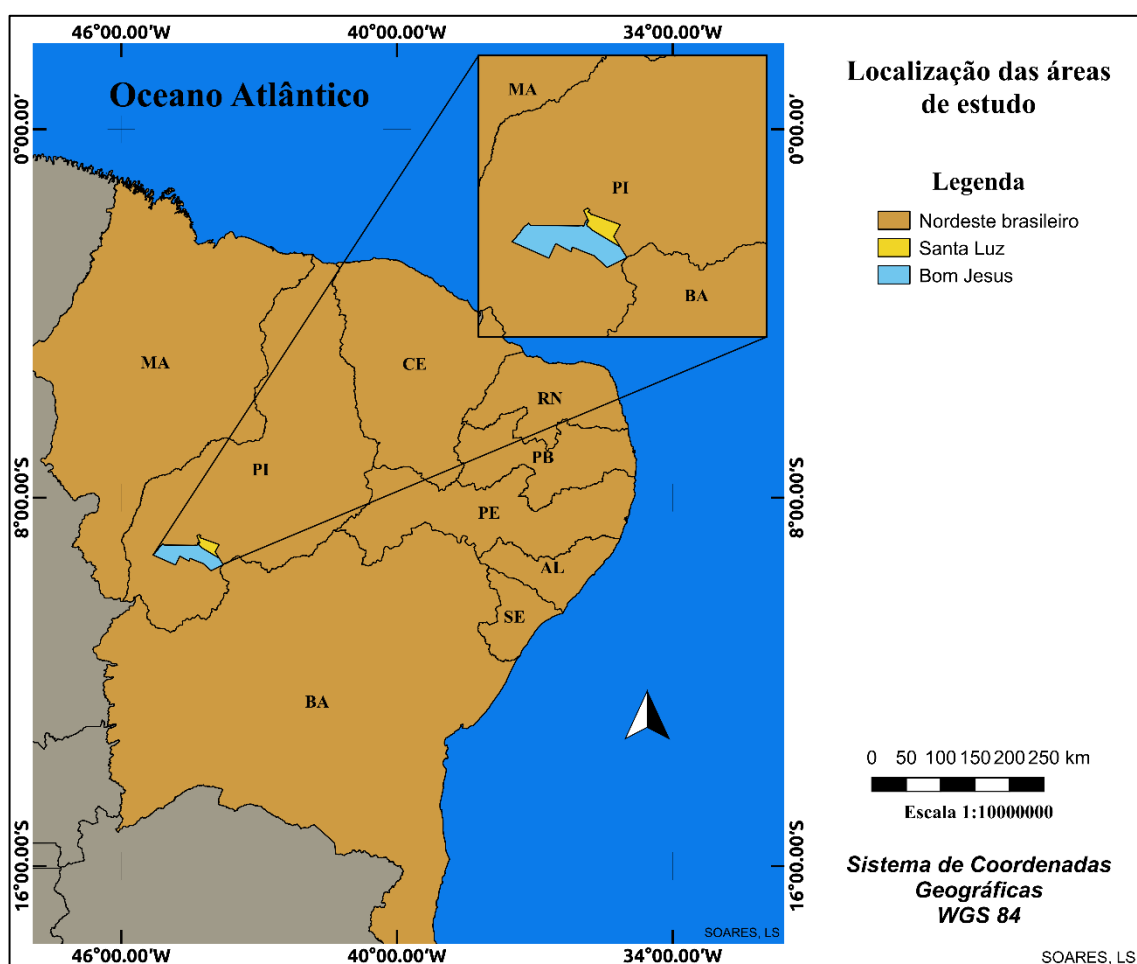 46°00.00'W
40°00.00'W
34°00.00'W
Oceano Atlântico
MA
PI
BA
0°00.00'
0°00.00'
MA
CE
RN
PB
PI
PE
AL
SE
BA
8°00.00'S
8°00.00'S
16°00.00'S
16°00.00'S
SOARES, LS
46°00.00'W
40°00.00'W
34°00.00'W
Localização das áreas
de estudo
Legenda
Nordeste brasileiro
Santa Luz
Bom Jesus
0 50 100 150 200 250 km
Escala 1:10000000
Sistema de Coordenadas
Geográficas
WGS 84
SOARES, LS